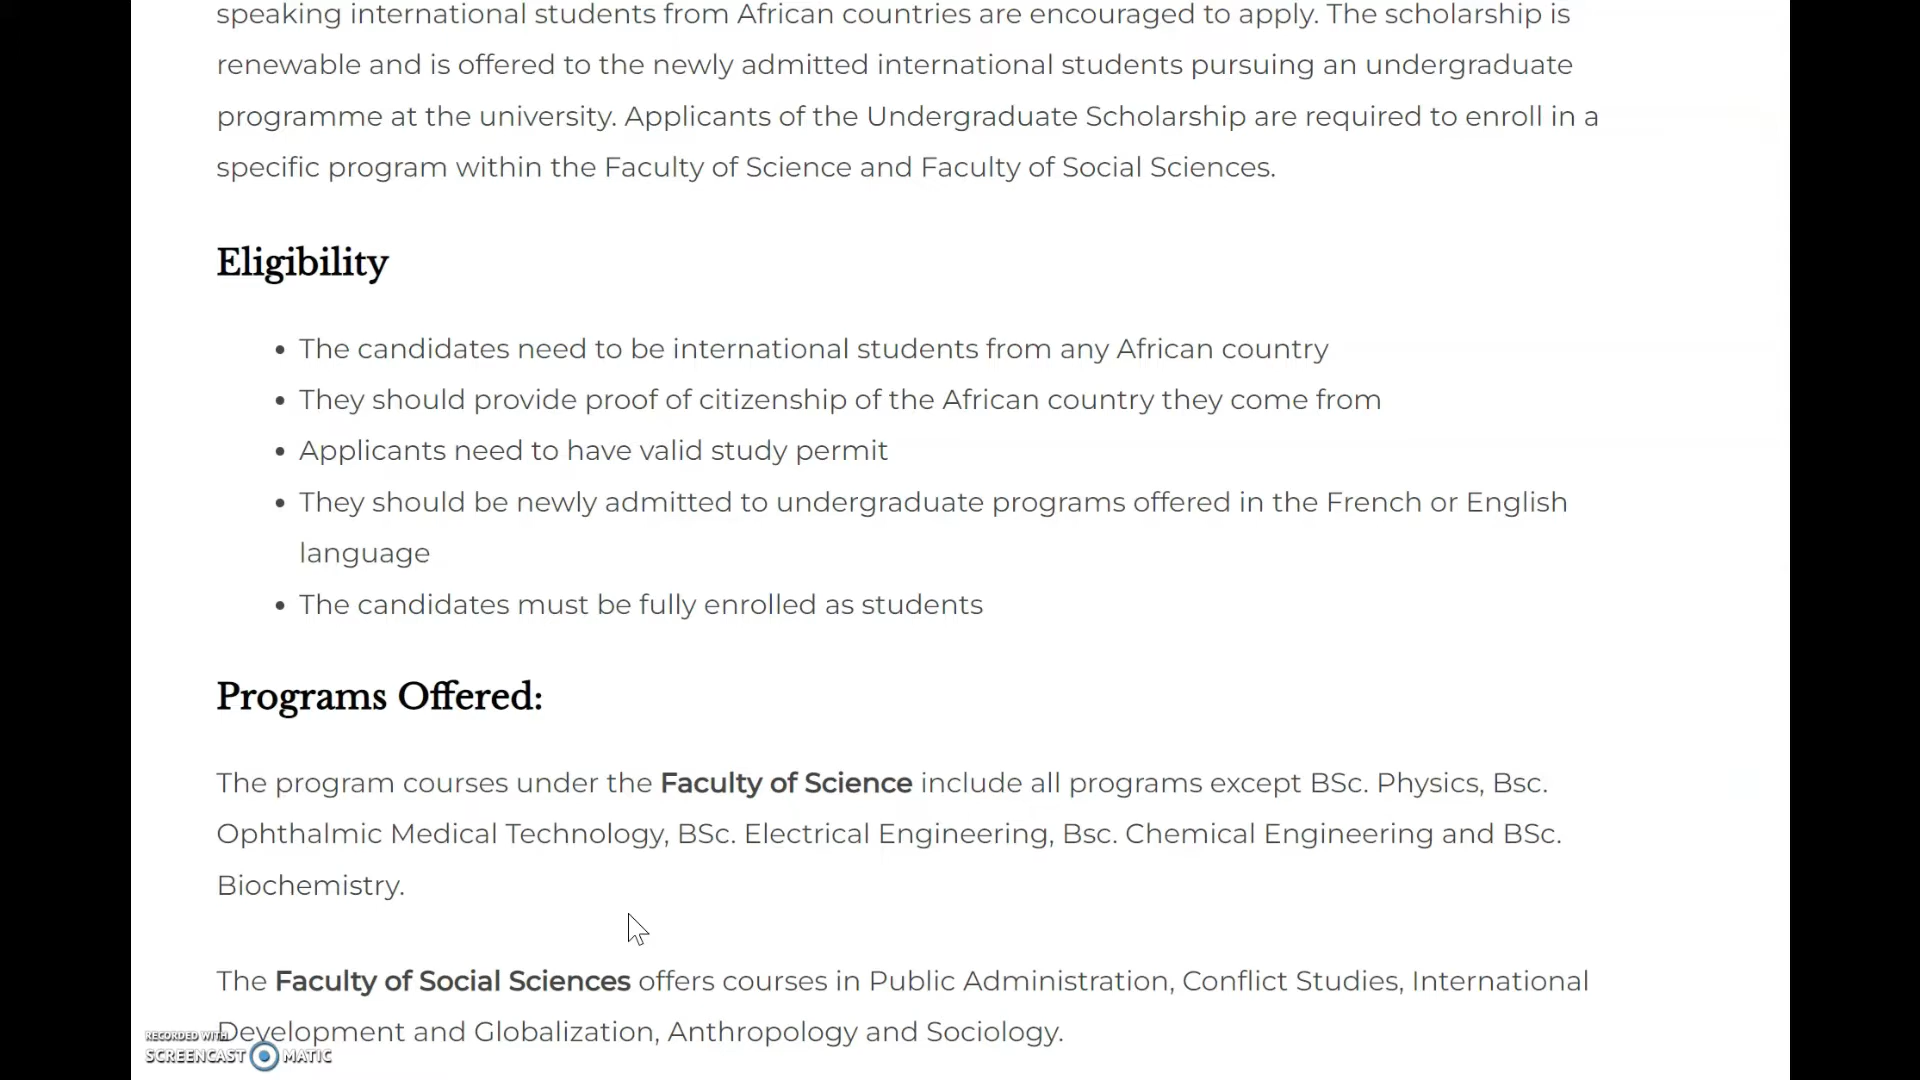 speaking international students from African countries are encouraged to apply. The scholarship is
renewable and is offered to the newly admitted international students pursuing an undergraduate
programme at the university. Applicants of the Undergraduate Scholarship are required to enroll in a
specific program within the Faculty of Science and Faculty of Social Sciences.
Eligibility
• The candidates need to be international students from any African country
• They should provide proof of citizenship of the African country they come from
• Applicants need to have valid study permit
• They should be newly admitted to undergraduate programs offered in the French or English
language
• The candidates must be fully enrolled as students
Programs Offered:
The program courses under the Faculty of Science include all programs except BSc. Physics, Bsc.
Ophthalmic Medical Technology, BSc. Electrical Engineering, Bsc. Chemical Engineering and BSc.
Biochemistry.
The Faculty of Social Sciences offers courses in Public Administration, Conflict Studies, International
Development and Globalization, Anthropology and Sociology.
RECORDED WITH
SCREENCAST MATIC